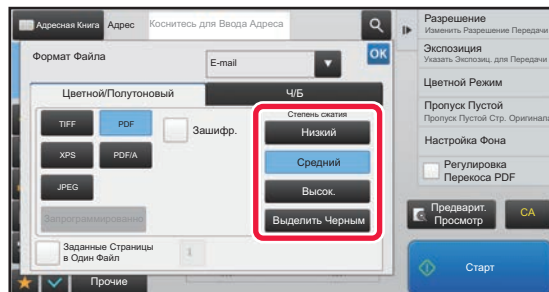 Адресная Книга
Адрес
Коснитесь для Ввода Адреса
Формат Файла
E-mail
OK
Цветной/Полутоновый
Ч/Б
TIFF
PDF
Зашифр.
XPS
PDF/A
JPEG
Запрограммированно
Степень сжатия
Низкий
Средний
Высок.
Выделить Черным
Заданные Страницы
в Один Файл
1
Прочие
Разрешение
Изменить Разрешение Передачи
Экспозиция
Указать Экспозиц. для Передачи
Цветной Режим
Пропуск Пустой
Пропуск Пустой Стр. Оригинала
Настройка Фона
Регулировка
Перекоса PDF
Предварит.
Просмотр
CA
Старт